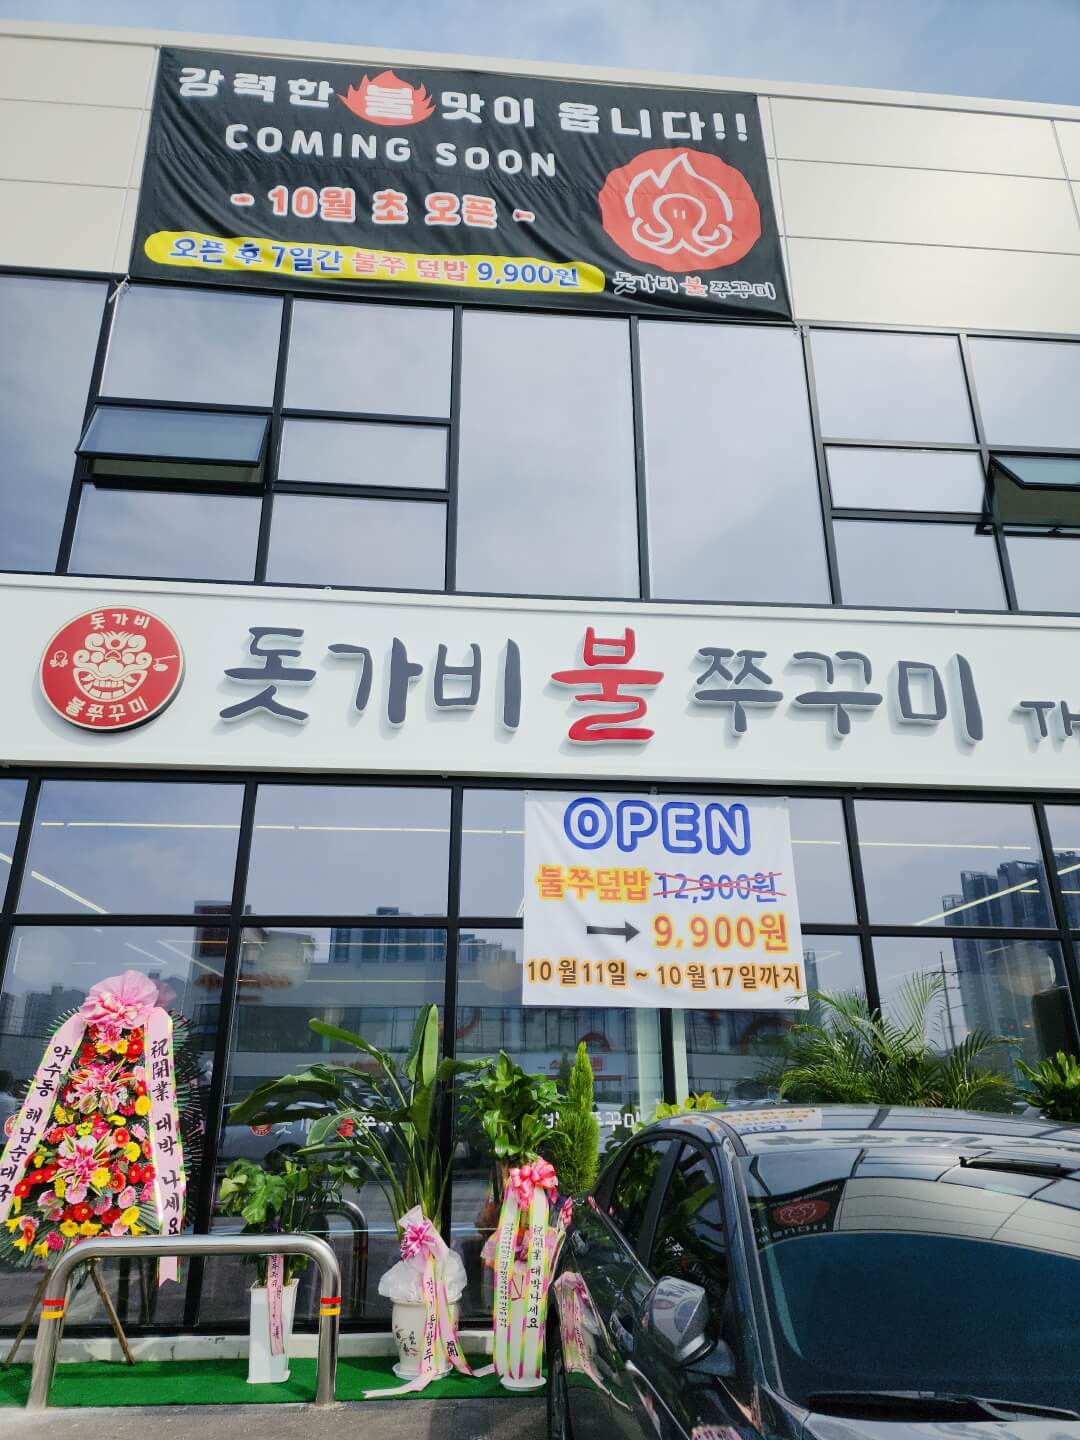 강력한 불 맛이 옵니다!!
COMING SOON
- 10월 초 오픈 -
오픈 후 7일간 불쭈 덮밥 9,900원
돗가비불쭈꾸미
돗가비
불쭈꾸미
돗가비불쭈꾸미
OPEN
불쭈덮밥 12,900원
→ 9,900원
10월11일 ~ 10월17일까지
약수동 해남순대국
祝開業 대박 나세요
祝開業 대박나세요